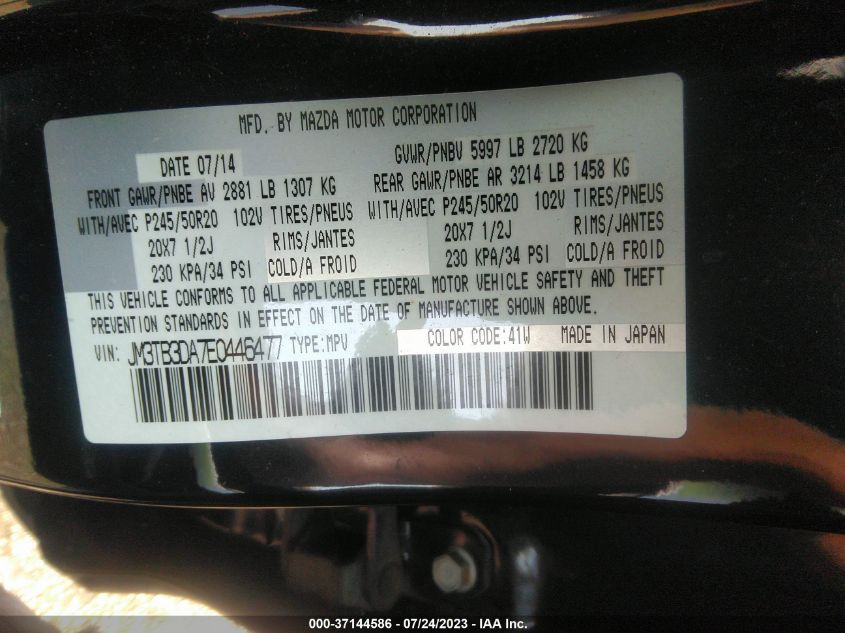 MFD. BY MAZDA MOTOR CORPORATION
DATE 07/14 GVWR/PNBV 5997 LB 2720 KG
FRONT GAWR/PNBE AV 2881 LB 1307 KG REAR GAWR/PNBE AR 3214 LB 1458 KG
WITH/AVEC P245/50R20 102V TIRES/PNEUS WITH/AVEC P245/50R20 102V TIRES/PNEUS
20X7 1/2J RIMS/JANTES 20X7 1/2J RIMS/JANTES
230 KPA/34 PSI COLD/A FROID 230 KPA/34 PSI COLD/A FROID
THIS VEHICLE CONFORMS TO ALL APPLICABLE FEDERAL MOTOR VEHICLE SAFETY AND THEFT
PREVENTION STANDARDS IN EFFECT ON THE DATE OF MANUFACTURE SHOWN ABOVE.
VIN: JM3TB3DA7E0446477 TYPE:MPV COLOR CODE:41W MADE IN JAPAN
000-37144586 - 07/24/2023 - IAA Inc.